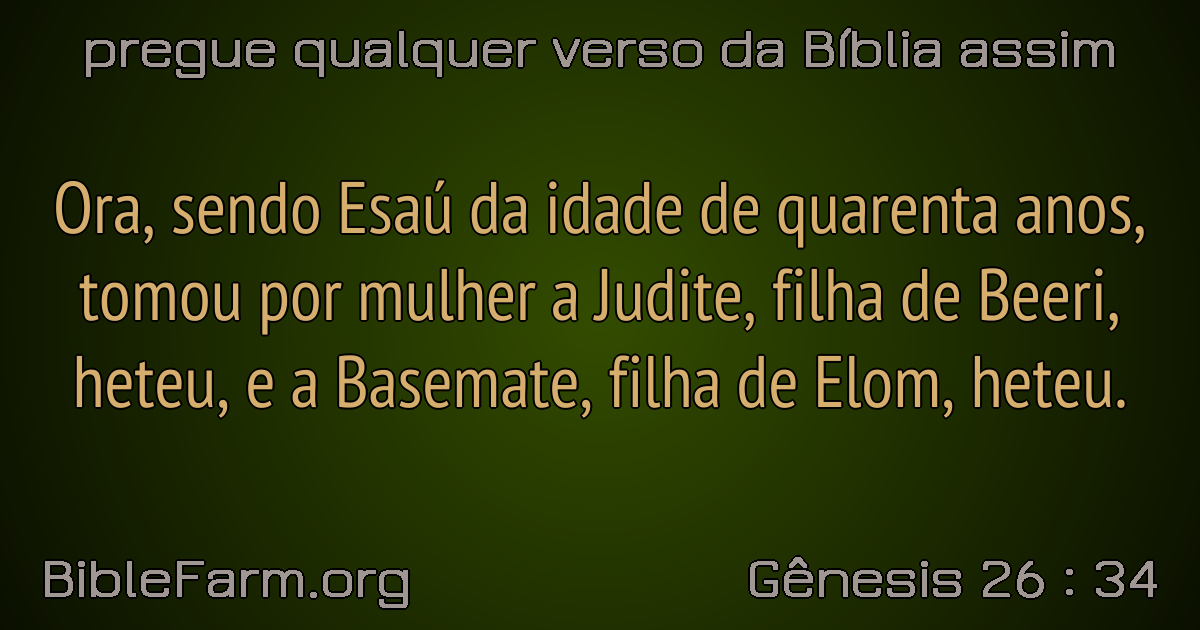 pregue qualquer verso da Bíblia assim
Ora, sendo Esaú da idade de quarenta anos,
tomou por mulher a Judite, filha de Beeri,
heteu, e a Basemate, filha de Elom, heteu.
BibleFarm.org
Gênesis 26 : 34